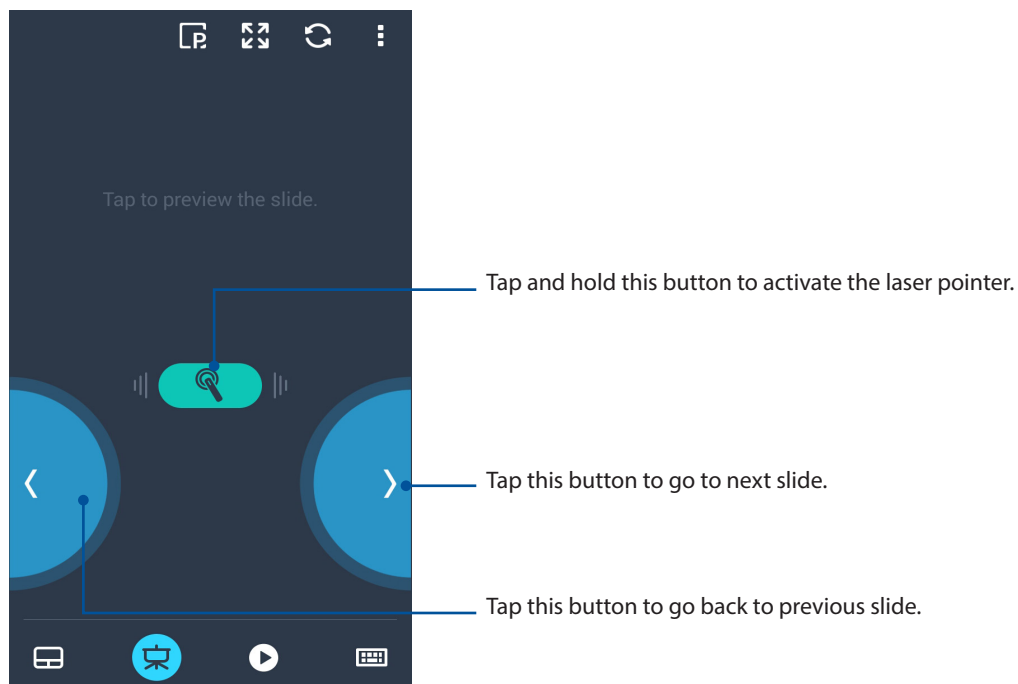 P
Tap to preview the slide.
Tap and hold this button to activate the laser pointer.
Tap this button to go to next slide.
Tap this button to go back to previous slide.